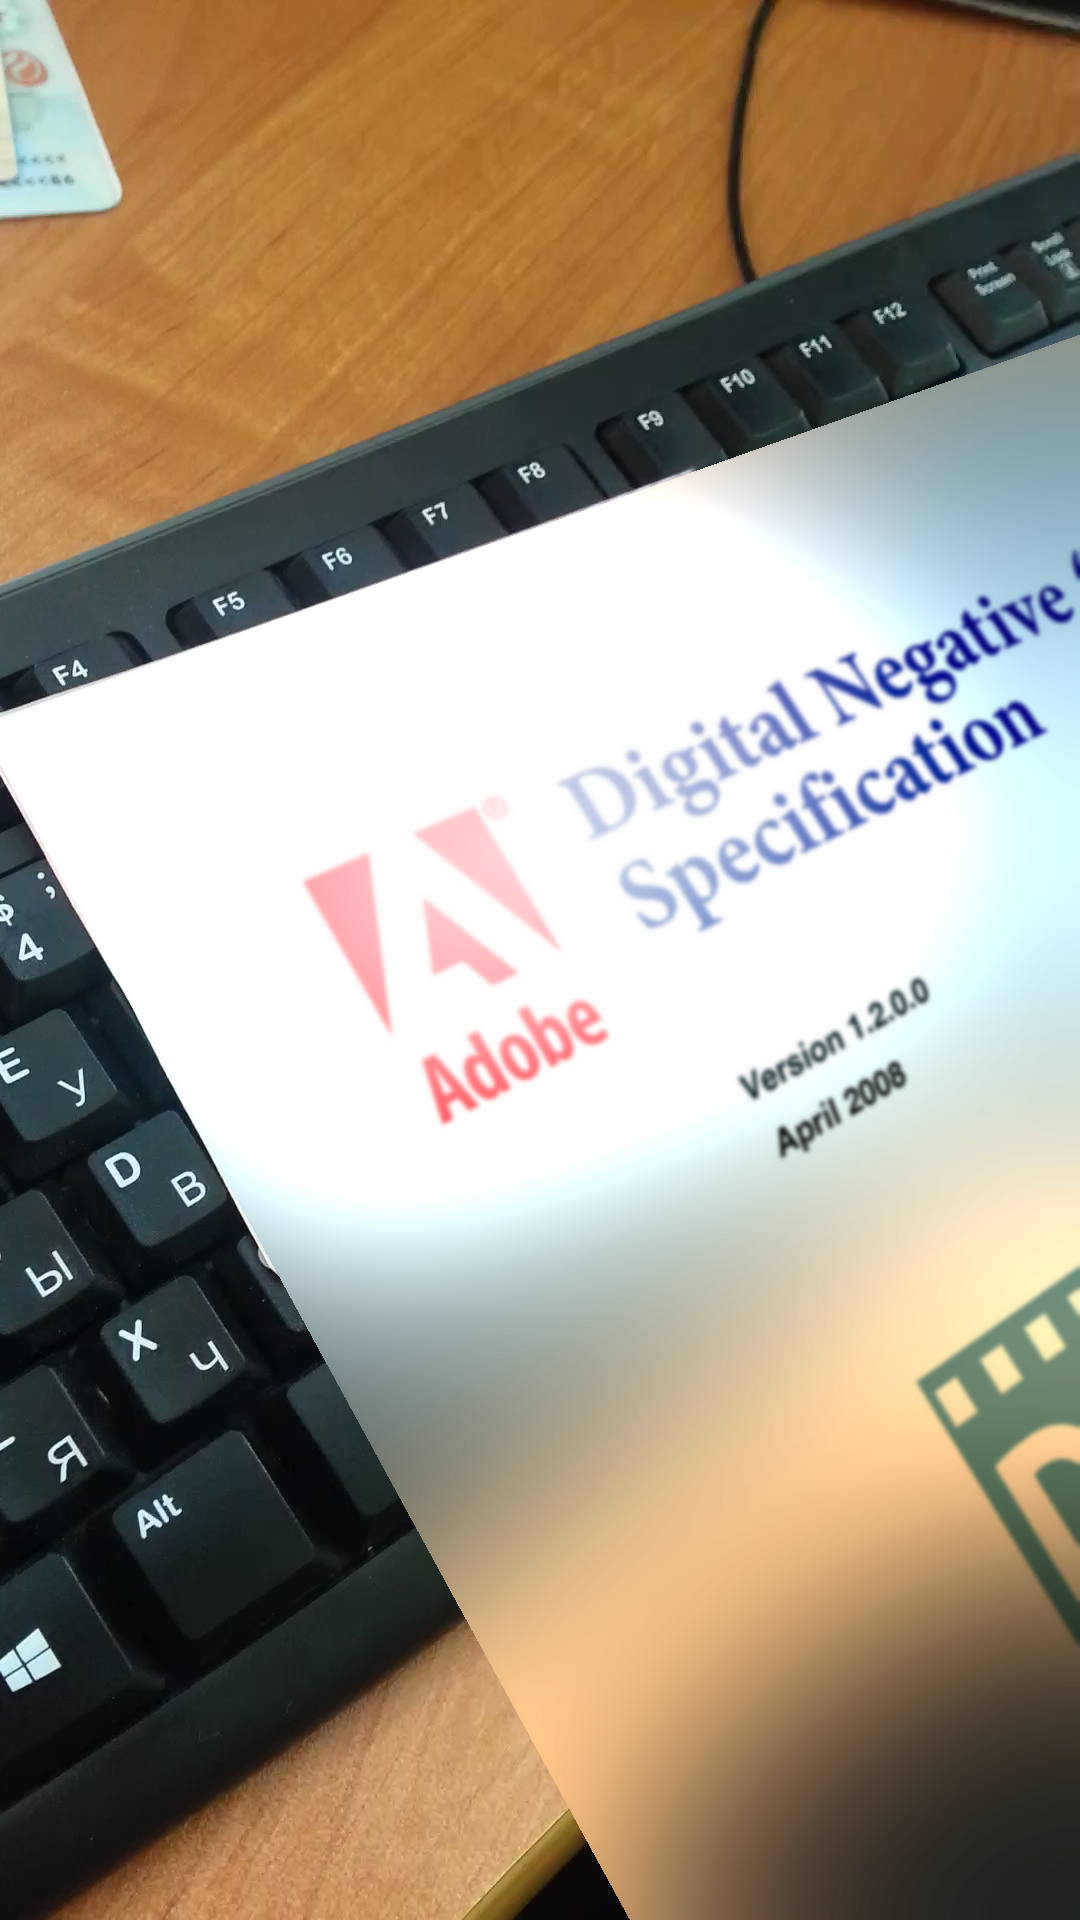 <<<<<
<<<<66
Print
Screen
Scroll
Lock
F12
F11
F10
F9
F8
F7
F6
F5
F4
Digital Negative
Specification
®
Adobe
Version 1.2.0.0
April 2008
$ ;
4
E У
D В
Ы
X Ч
Я
Alt